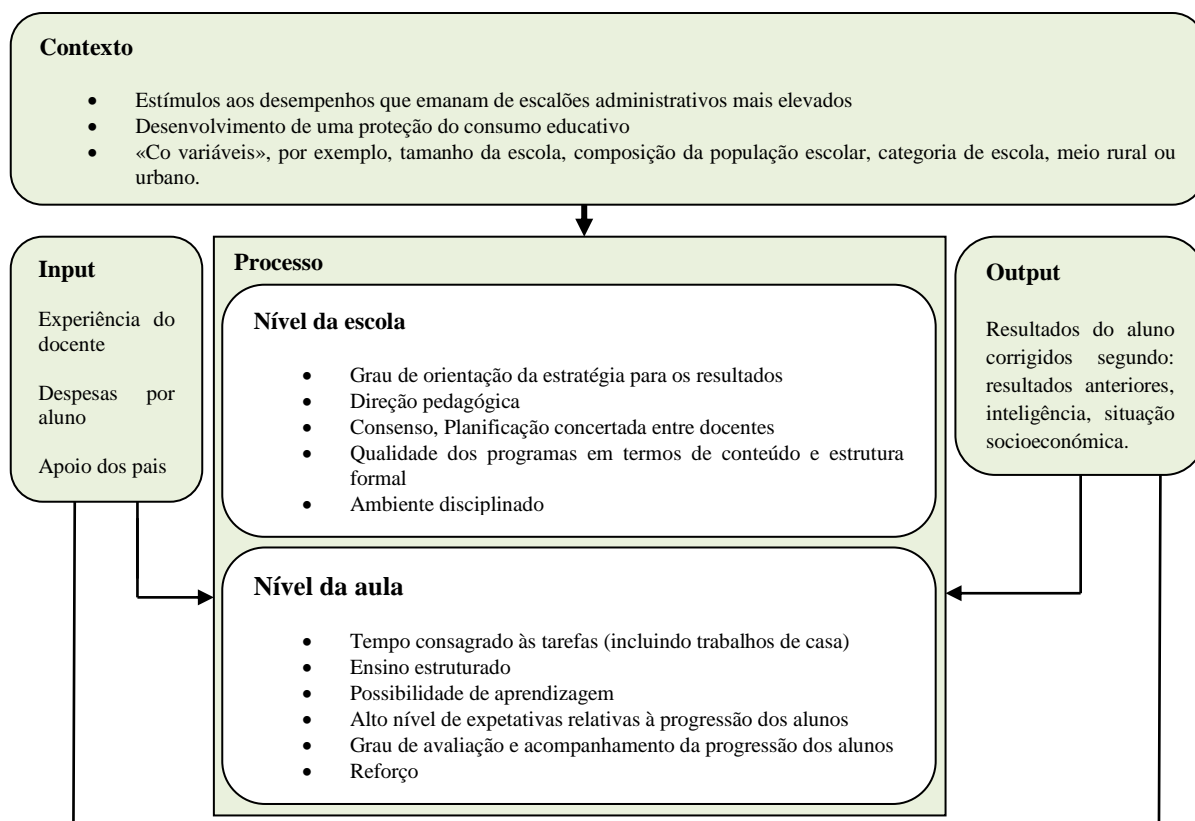 Contexto
• Estímulos aos desempenhos que emanam de escalões administrativos mais elevados
• Desenvolvimento de uma proteção do consumo educativo
• «Co variáveis», por exemplo, tamanho da escola, composição da população escolar, categoria de escola, meio rural ou
urbano.
Input
Experiência do
docente
Despesas por
aluno
Apoio dos pais
Processo
Nível da escola
• Grau de orientação da estratégia para os resultados
• Direção pedagógica
• Consenso, Planificação concertada entre docentes
• Qualidade dos programas em termos de conteúdo e estrutura
formal
• Ambiente disciplinado
Nível da aula
• Tempo consagrado às tarefas (incluindo trabalhos de casa)
• Ensino estruturado
• Possibilidade de aprendizagem
• Alto nível de expetativas relativas à progressão dos alunos
• Grau de avaliação e acompanhamento da progressão dos alunos
• Reforço
Output
Resultados do aluno
corrigidos segundo:
resultados anteriores,
inteligência, situação
socioeconómica.